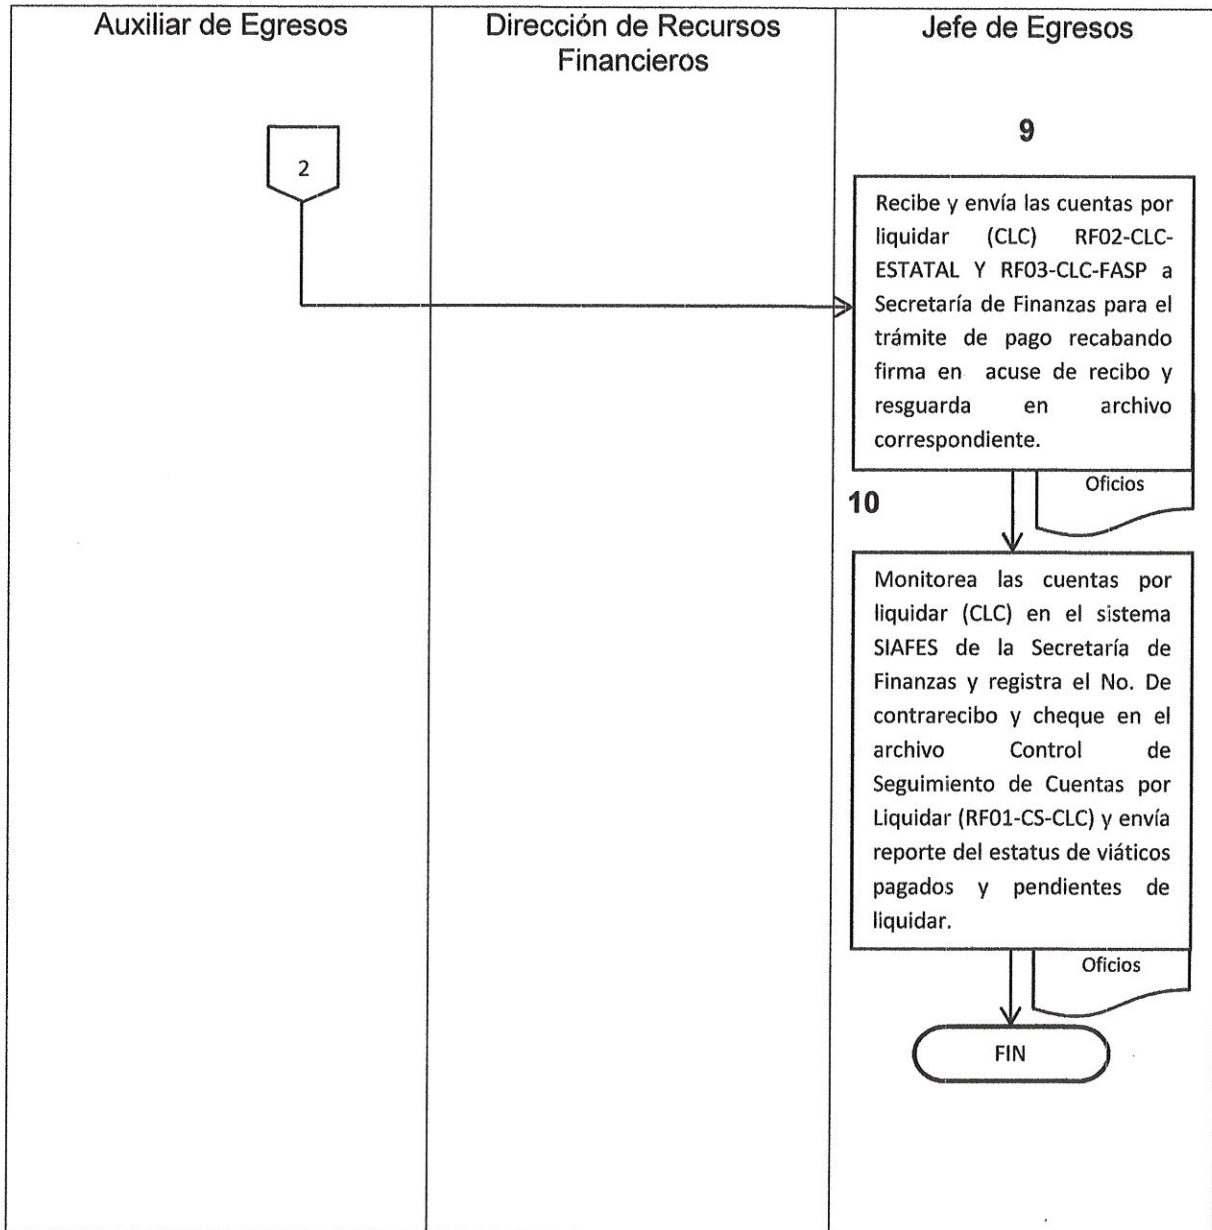 Auxiliar de Egresos
Dirección de Recursos
Financieros
Jefe de Egresos
2
9
Recibe y envía las cuentas por
liquidar (CLC) RF02-CLC-
ESTATAL Y RF03-CLC-FASP a
Secretaría de Finanzas para el
trámite de pago recabando
firma en acuse de recibo y
resguarda en archivo
correspondiente.
Oficios
10
Monitorea las cuentas por
liquidar (CLC) en el sistema
SIAFES de la Secretaría de
Finanzas y registra el No. De
contrarecibo y cheque en el
archivo Control de
Seguimiento de Cuentas por
Liquidar (RF01-CS-CLC) y envía
reporte del estatus de viáticos
pagados y pendientes de
liquidar.
Oficios
FIN